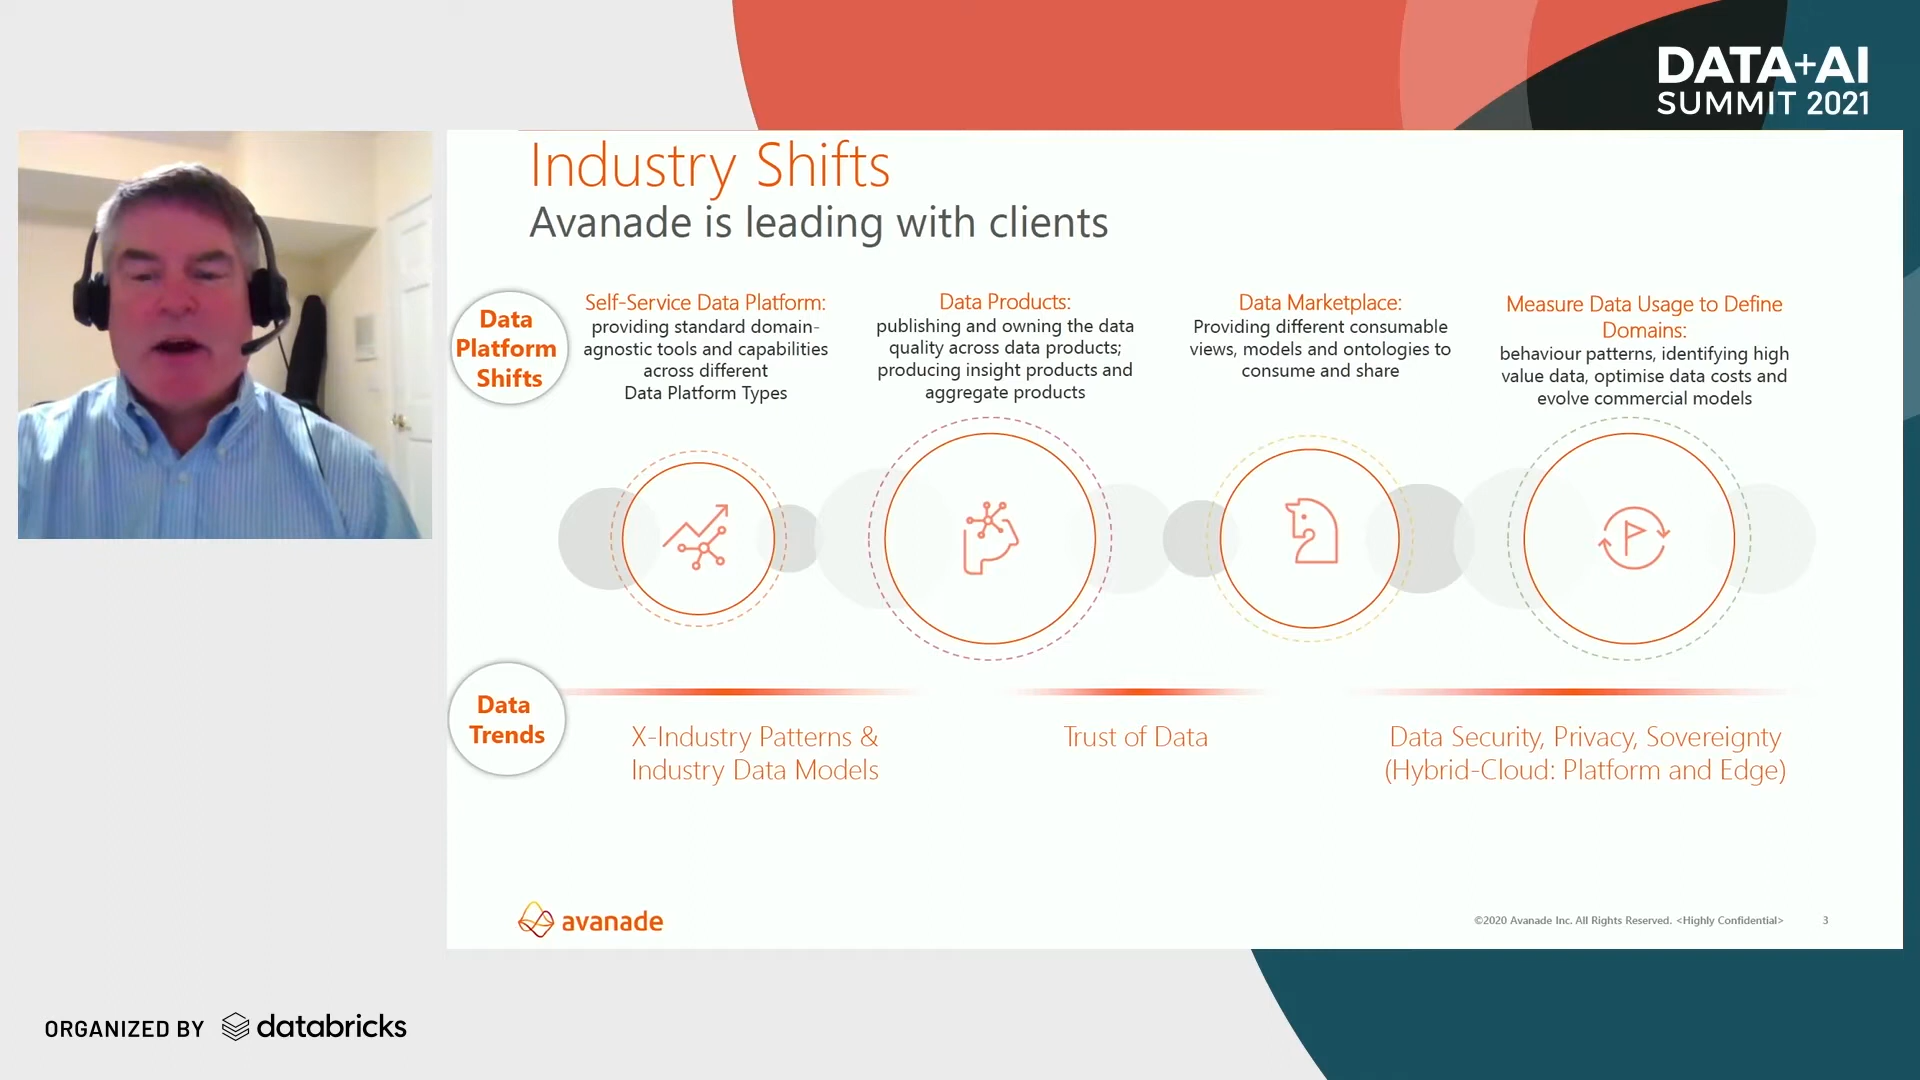 DATA+AI
SUMMIT 2021
Industry Shifts
Avanade is leading with clients
Data
Platform
Shifts
Self-Service Data Platform:
providing standard domain-
agnostic tools and capabilities
across different
Data Platform Types
Data Products:
publishing and owning the data
quality across data products;
producing insight products and
aggregate products
Data Marketplace:
Providing different consumable
views, models and ontologies to
consume and share
Measure Data Usage to Define
Domains:
behaviour patterns, identifying high
value data, optimise data costs and
evolve commercial models
Data
Trends
X-Industry Patterns &
Industry Data Models
Trust of Data
Data Security, Privacy, Sovereignty
(Hybrid-Cloud: Platform and Edge)
avanade
©2020 Avanade Inc. All Rights Reserved. <Highly Confidential>
3
ORGANIZED BY databricks